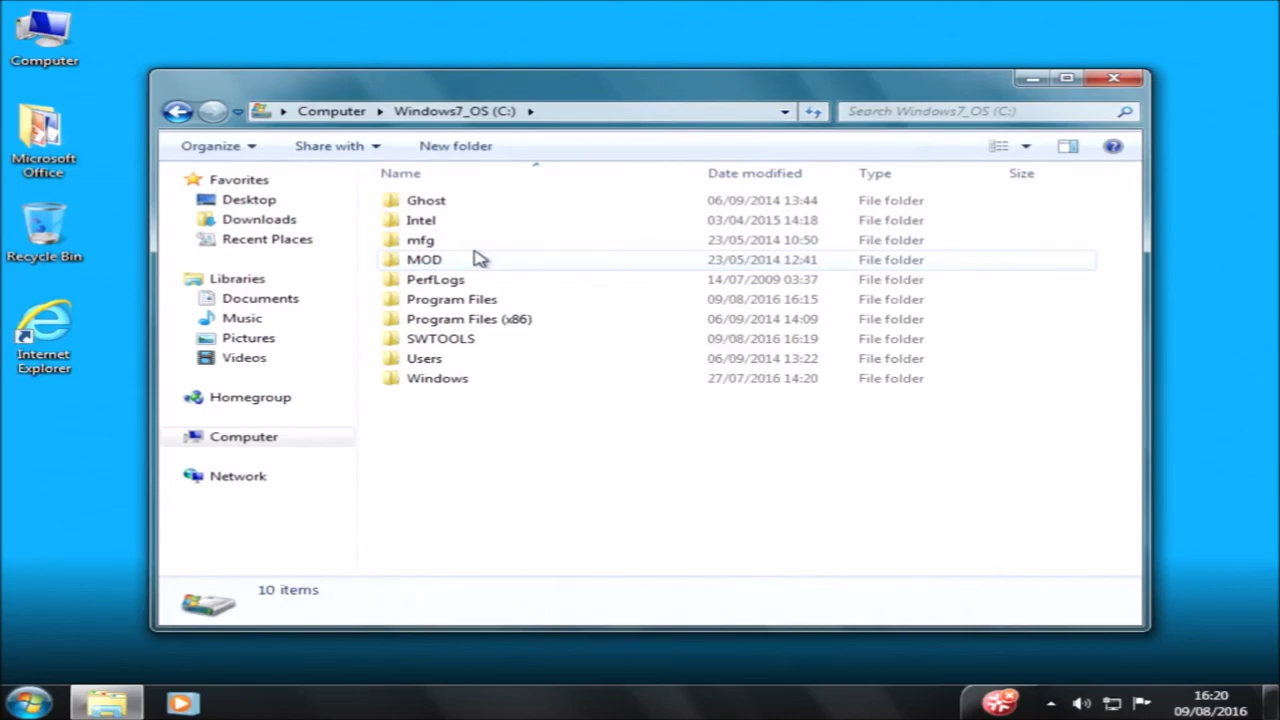 Computer
Microsoft
Office
Recycle Bin
Internet
Explorer
Computer Windows7_OS (C:)
Search Windows7_OS (C:)
Organize Share with New folder
Favorites
Desktop
Downloads
Recent Places
Libraries
Documents
Music
Pictures
Videos
Homegroup
Computer
Network
Name Date modified Type Size
Ghost 06/09/2014 13:44 File folder
Intel 03/04/2015 14:18 File folder
mfg 23/05/2014 10:50 File folder
MOD 23/05/2014 12:41 File folder
PerfLogs 14/07/2009 03:37 File folder
Program Files 09/08/2016 16:15 File folder
Program Files (x86) 06/09/2014 14:09 File folder
SWTOOLS 09/08/2016 16:19 File folder
Users 06/09/2014 13:22 File folder
Windows 27/07/2016 14:20 File folder
10 items
16:20
09/08/2016